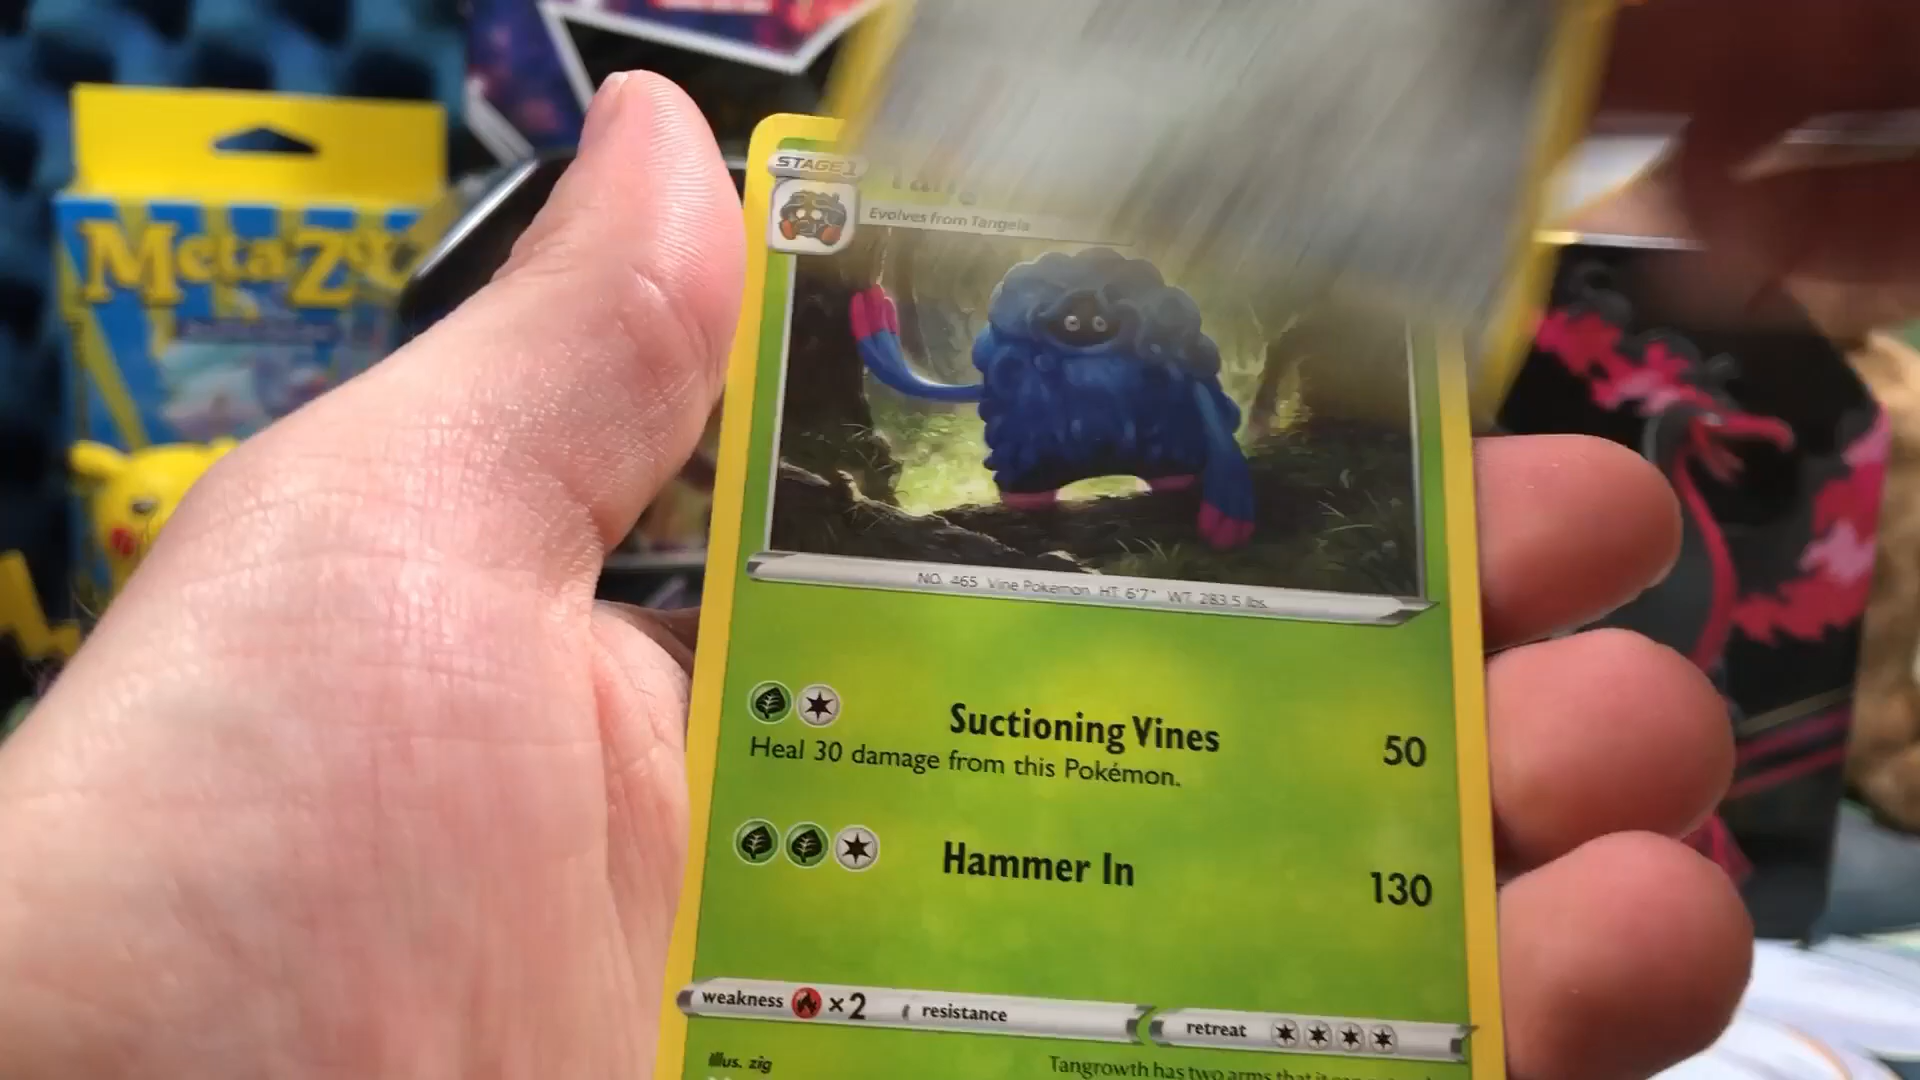 MetaZ
STAGE 1
Tang
Evolves from Tangela
NO. 465 Vine Pokémon HT 6'7" WT 283.5 lbs.
Suctioning Vines 50
Heal 30 damage from this Pokémon.
Hammer In 130
weakness ×2 resistance retreat
Illus. zig
Tangrowth has two arms that it